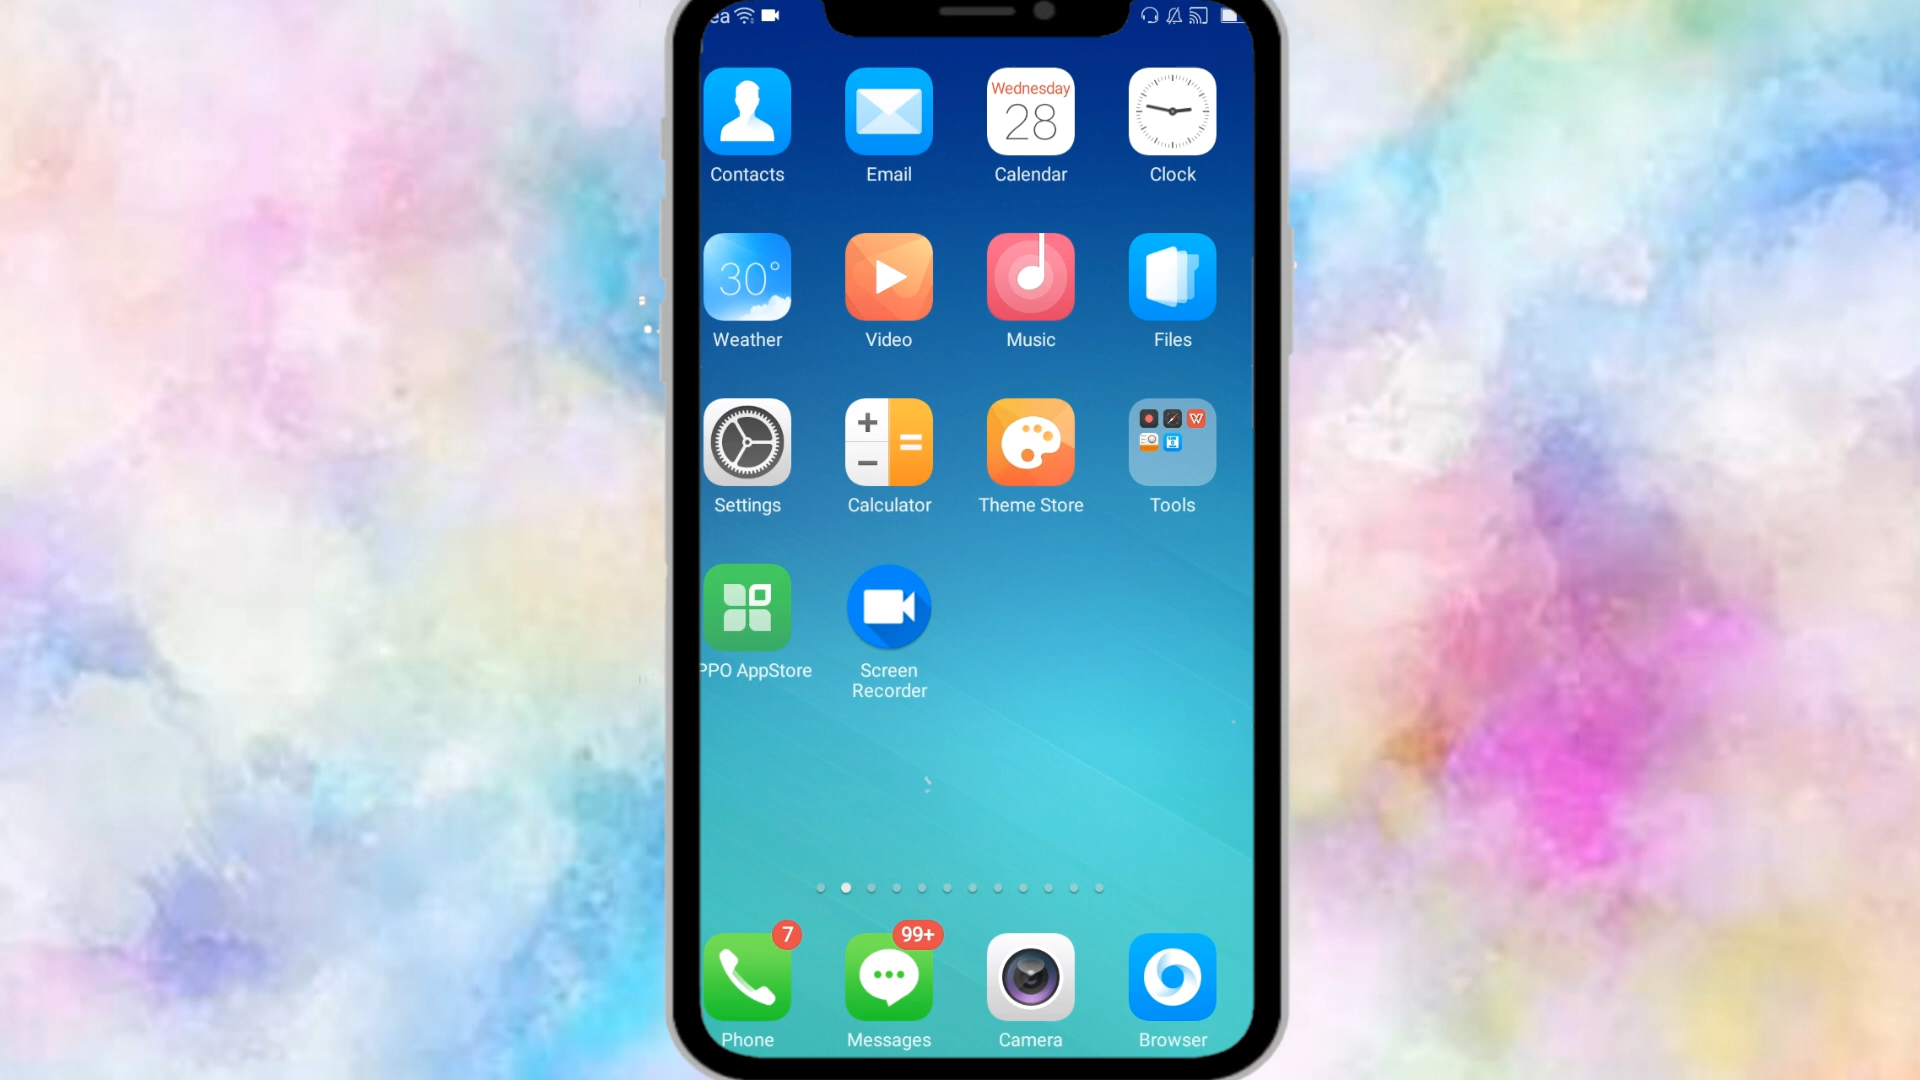 ea
Wednesday
28
Contacts
Email
Calendar
Clock
30°
Weather
Video
Music
Files
Settings
Calculator
Theme Store
Tools
PPO AppStore
Screen
Recorder
7
99+
Phone
Messages
Camera
Browser